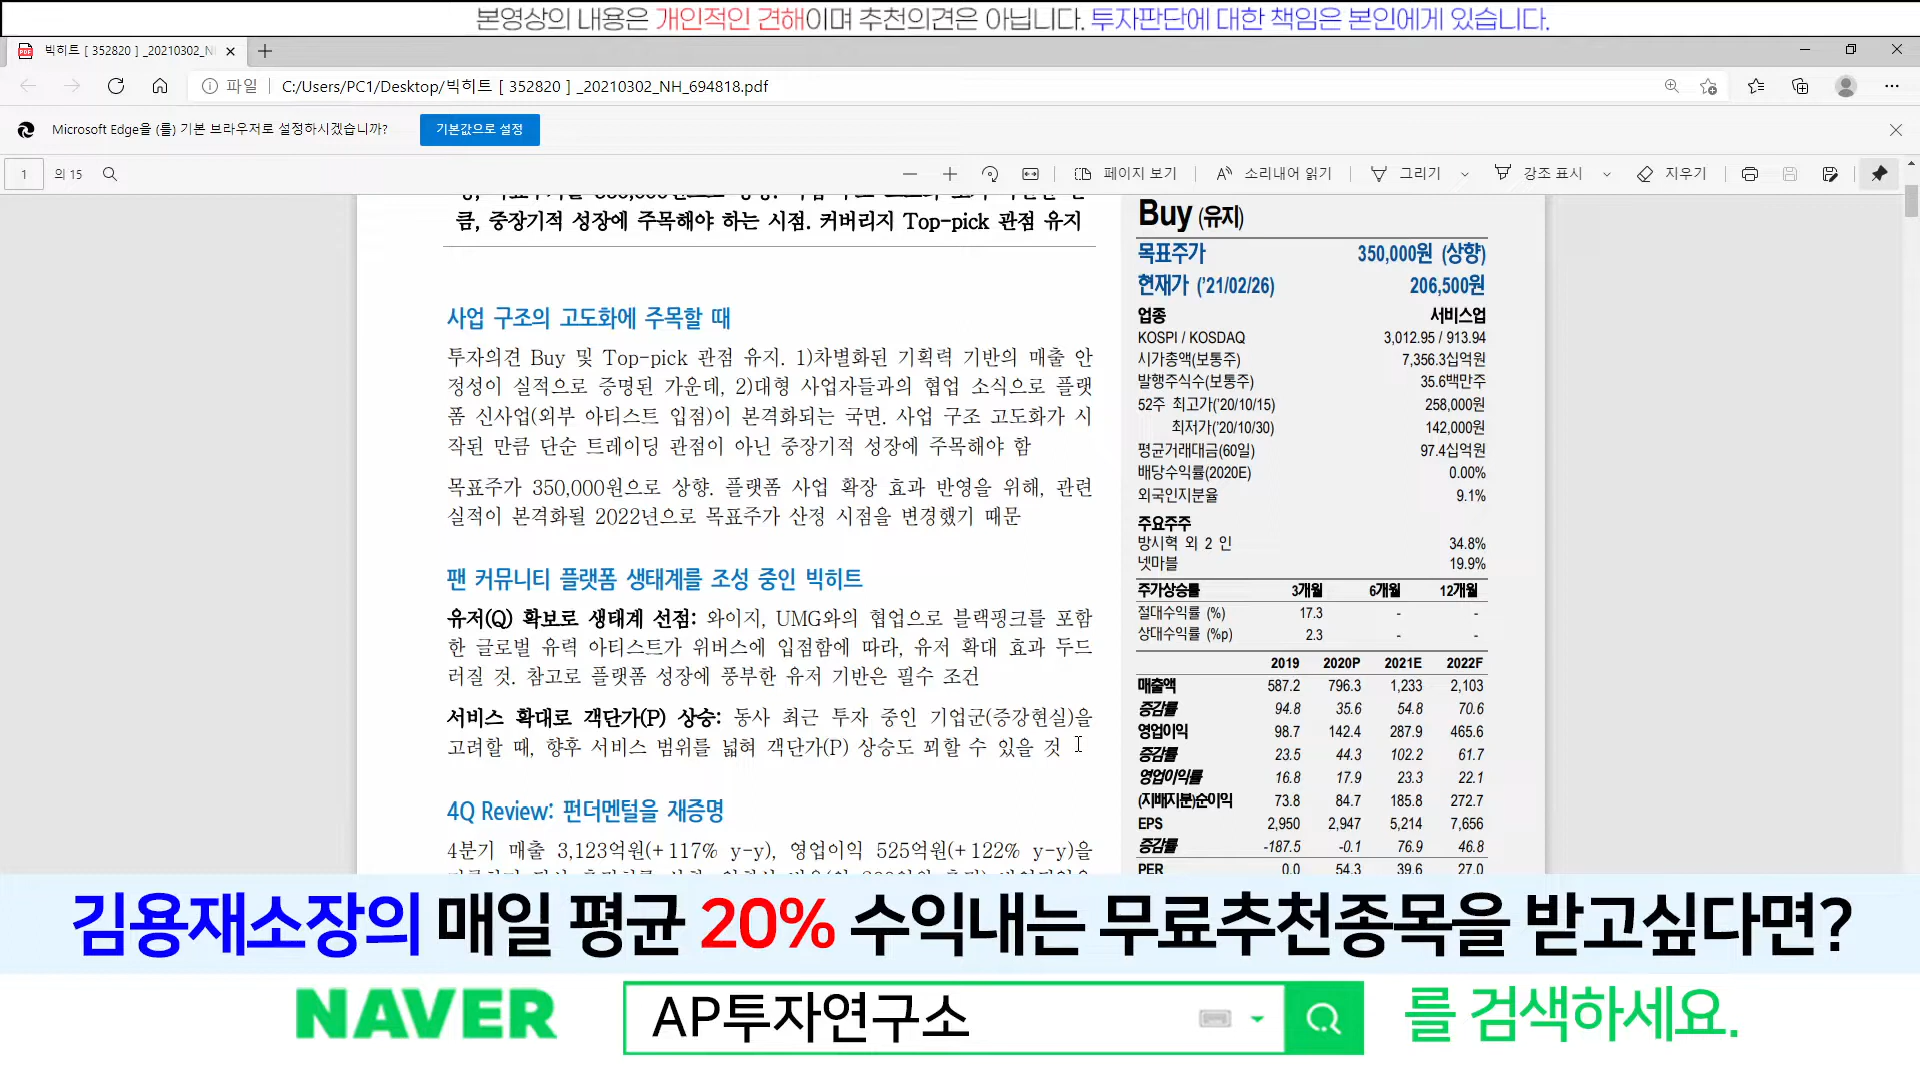 본영상의 내용은 개인적인 견해이며 추천의견은 아닙니다. 투자판단에 대한 책임은 본인에게 있습니다.
빅히트 [ 352820 ] _20210302_N
파일 C:/Users/PC1/Desktop/빅히트 [ 352820 ] _20210302_NH_694818.pdf
Microsoft Edge을 (를) 기본 브라우저로 설정하시겠습니까? 기본값으로 설정
1 의 15 페이지 보기 소리내어 읽기 그리기 강조 표시 지우기
큼, 중장기적 성장에 주목해야 하는 시점. 커버리지 Top-pick 관점 유지
사업 구조의 고도화에 주목할 때
투자의견 Buy 및 Top-pick 관점 유지. 1)차별화된 기획력 기반의 매출 안
정성이 실적으로 증명된 가운데, 2)대형 사업자들과의 협업 소식으로 플랫
폼 신사업(외부 아티스트 입점)이 본격화되는 국면. 사업 구조 고도화가 시
작된 만큼 단순 트레이딩 관점이 아닌 중장기적 성장에 주목해야 함
목표주가 350,000원으로 상향. 플랫폼 사업 확장 효과 반영을 위해, 관련
실적이 본격화될 2022년으로 목표주가 산정 시점을 변경했기 때문
팬 커뮤니티 플랫폼 생태계를 조성 중인 빅히트
유저(Q) 확보로 생태계 선점: 와이지, UMG와의 협업으로 블랙핑크를 포함
한 글로벌 유력 아티스트가 위버스에 입점함에 따라, 유저 확대 효과 두드
러질 것. 참고로 플랫폼 성장에 풍부한 유저 기반은 필수 조건
서비스 확대로 객단가(P) 상승: 동사 최근 투자 중인 기업군(증강현실)을
고려할 때, 향후 서비스 범위를 넓혀 객단가(P) 상승도 꾀할 수 있을 것
4Q Review: 펀더멘털을 재증명
4분기 매출 3,123억원(+117% y-y), 영업이익 525억원(+122% y-y)을
Buy (유지)
목표주가 350,000원 (상향)
현재가 ('21/02/26) 206,500원
업종 서비스업
KOSPI / KOSDAQ 3,012.95 / 913.94
시가총액(보통주) 7,356.3십억원
발행주식수(보통주) 35.6백만주
52주 최고가('20/10/15) 258,000원
최저가('20/10/30) 142,000원
평균거래대금(60일) 97.4십억원
배당수익률(2020E) 0.00%
외국인지분율 9.1%
주요주주
방시혁 외 2 인 34.8%
넷마블 19.9%
주가상승률 3개월 6개월 12개월
절대수익률 (%) 17.3 - -
상대수익률 (%p) 2.3 - -
2019 2020P 2021E 2022F
매출액 587.2 796.3 1,233 2,103
증감률 94.8 35.6 54.8 70.6
영업이익 98.7 142.4 287.9 465.6
증감률 23.5 44.3 102.2 61.7
영업이익률 16.8 17.9 23.3 22.1
(지배지분)순이익 73.8 84.7 185.8 272.7
EPS 2,950 2,947 5,214 7,656
증감률 -187.5 -0.1 76.9 46.8
PER 0.0 54.3 39.6 27.0
김용재소장의 매일 평균 20% 수익내는 무료추천종목을 받고싶다면?
NAVER AP투자연구소 를 검색하세요.